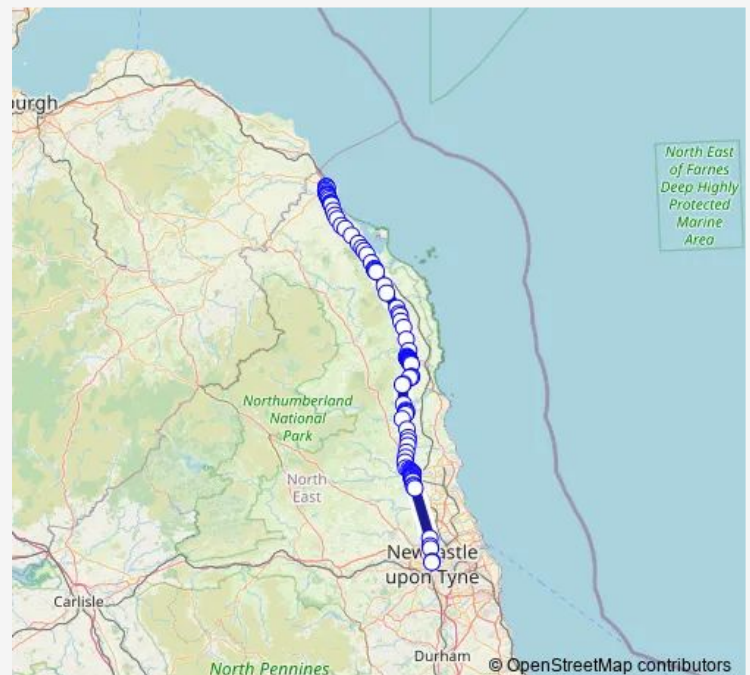 burgh
North East
of Farnes
Deep Highly
Protected
Marine
Area
Northumberland
National
Park
North
East
Newcastle
upon Tyne
Carlisle
Durham
North Pennines
© OpenStreetMap contributors